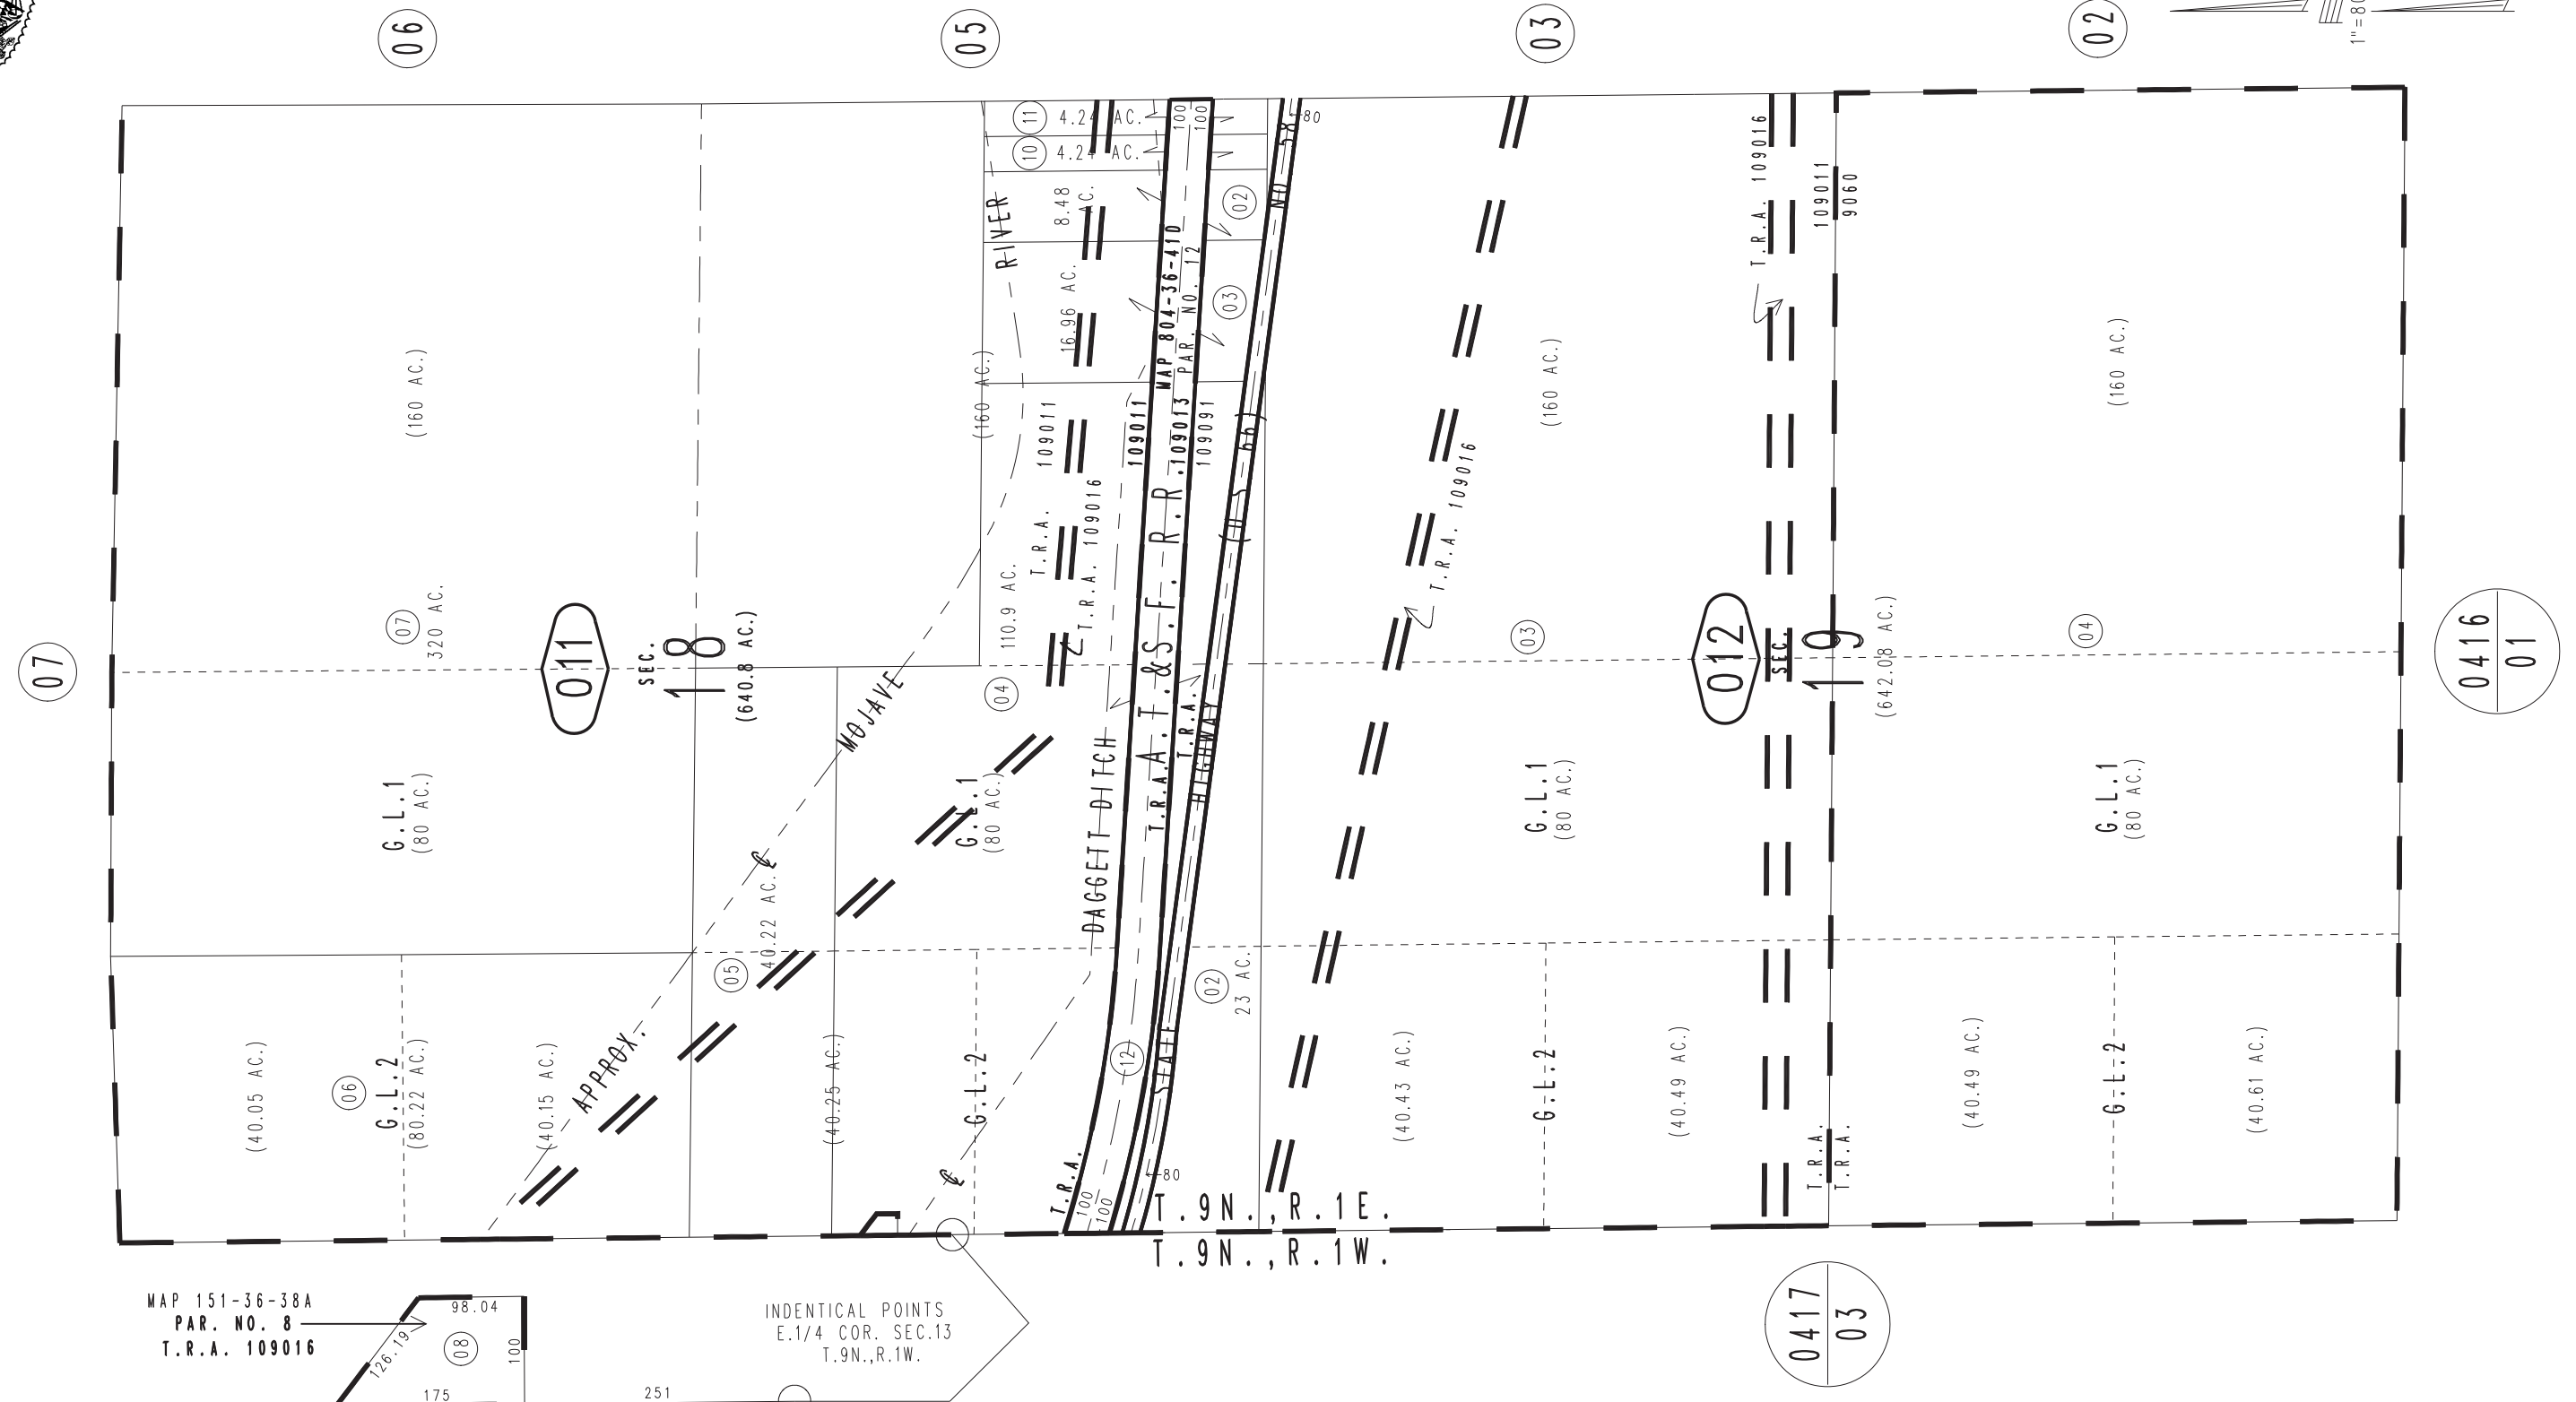 06
05
03
02
1"=80
07
11
4.24 AC.
10
4.24 AC.
100
100
80
8.48
AC.
02
16.96 AC.
03
RIVER
MAP 804-36-41D
PAR. NO. 12
STATE HIGHWAY NO 58
(U S 66)
T.R.A. 109016
109011
9060
(160 AC.)
(160 AC.)
(160 AC.)
(160 AC.)
T.R.A. 109011
T.R.A. 109016
109011
109013
109091
A.T.&S.F. R.R.
T.R.A.
T.R.A.
T.R.A. 109016
07
320 AC.
011
SEC.
18
(640.8 AC.)
110.9 AC.
04
MOJAVE
03
012
SEC.
19
(642.08 AC.)
04
0416
01
G.L.1
(80 AC.)
G.L.1
(80 AC.)
DAGGETT DITCH
G.L.1
(80 AC.)
G.L.1
(80 AC.)
℄
40.22 AC.
05
02
23 AC.
(40.05 AC.)
06
G.L.2
(80.22 AC.)
(40.15 AC.)
APPROX.
(40.25 AC.)
G.L.2
12
℄
(40.43 AC.)
G.L.2
(40.49 AC.)
(40.49 AC.)
G.L.2
(40.61 AC.)
T.R.A.
100
100
80
T.R.A.
T.R.A.
T.9N.,R.1E.
T.9N.,R.1W.
MAP 151-36-38A
PAR. NO. 8
T.R.A. 109016
98.04
126.19
08
100
175
251
INDENTICAL POINTS
E.1/4 COR. SEC.13
T.9N.,R.1W.
0417
03